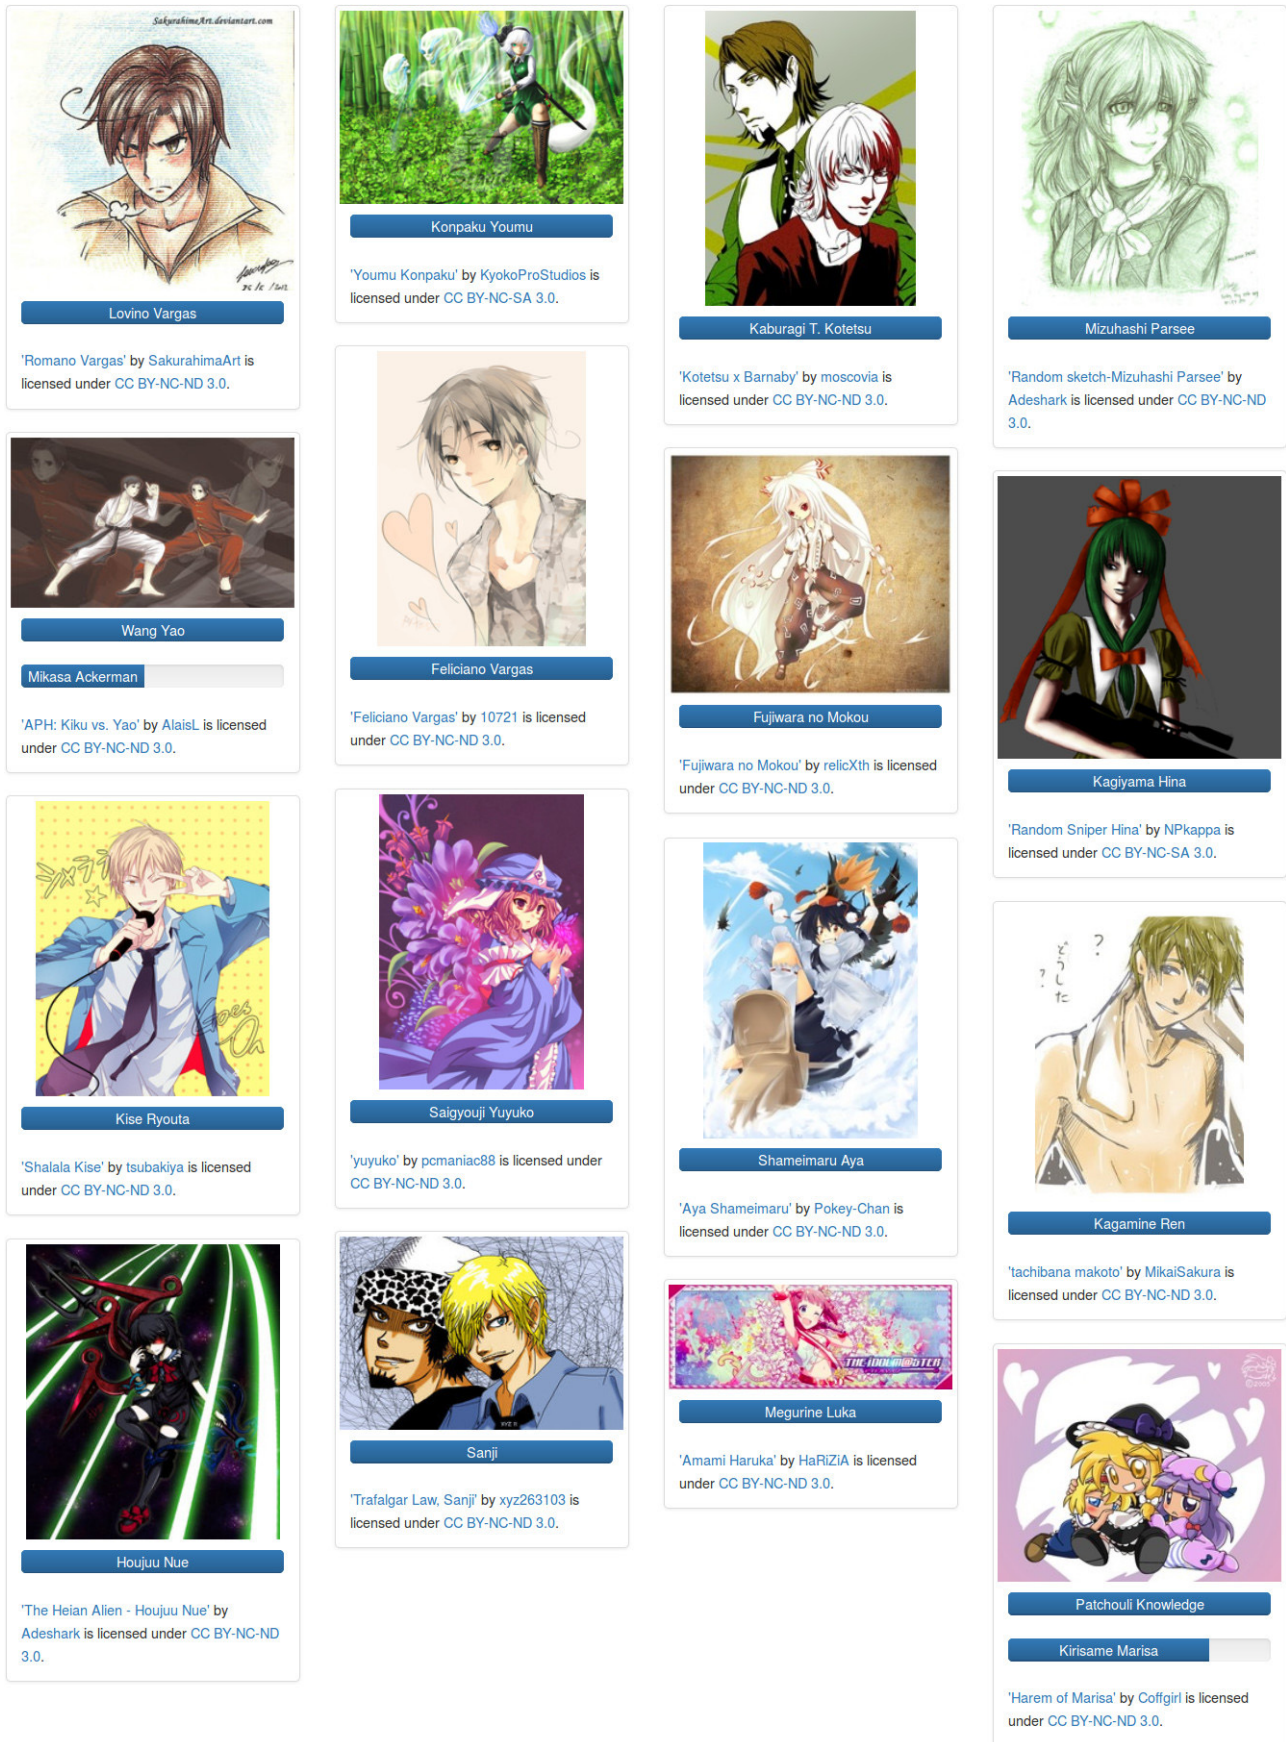 SakurahimeArt.deviantart.com
Lovino Vargas
'Romano Vargas' by SakurahimaArt is
licensed under CC BY-NC-ND 3.0.
Wang Yao
Mikasa Ackerman
'APH: Kiku vs. Yao' by AlaisL is licensed
under CC BY-NC-ND 3.0.
シャララ
Kise Ryouta
'Shalala Kise' by tsubakiya is licensed
under CC BY-NC-ND 3.0.
Houjuu Nue
'The Heian Alien - Houjuu Nue' by
Adeshark is licensed under CC BY-NC-ND
3.0.
Konpaku Youmu
'Youmu Konpaku' by KyokoProStudios is
licensed under CC BY-NC-SA 3.0.
Feliciano Vargas
'Feliciano Vargas' by 10721 is licensed
under CC BY-NC-ND 3.0.
Saigyouji Yuyuko
'yuyuko' by pcmaniac88 is licensed under
CC BY-NC-ND 3.0.
Sanji
'Trafalgar Law, Sanji' by xyz263103 is
licensed under CC BY-NC-ND 3.0.
Kaburagi T. Kotetsu
'Kotetsu x Barnaby' by moscovia is
licensed under CC BY-NC-ND 3.0.
Fujiwara no Mokou
'Fujiwara no Mokou' by relicXth is licensed
under CC BY-NC-ND 3.0.
Shameimaru Aya
'Aya Shameimaru' by Pokey-Chan is
licensed under CC BY-NC-ND 3.0.
THE IDOLM@STER
Megurine Luka
'Amami Haruka' by HaRiZiA is licensed
under CC BY-NC-ND 3.0.
Mizuhashi Parsee
'Random sketch-Mizuhashi Parsee' by
Adeshark is licensed under CC BY-NC-ND
3.0.
Kagiyama Hina
'Random Sniper Hina' by NPkappa is
licensed under CC BY-NC-SA 3.0.
?
どうした
?
Kagamine Ren
'tachibana makoto' by MikaiSakura is
licensed under CC BY-NC-ND 3.0.
Patchouli Knowledge
Kirisame Marisa
'Harem of Marisa' by Coffgirl is licensed
under CC BY-NC-ND 3.0.